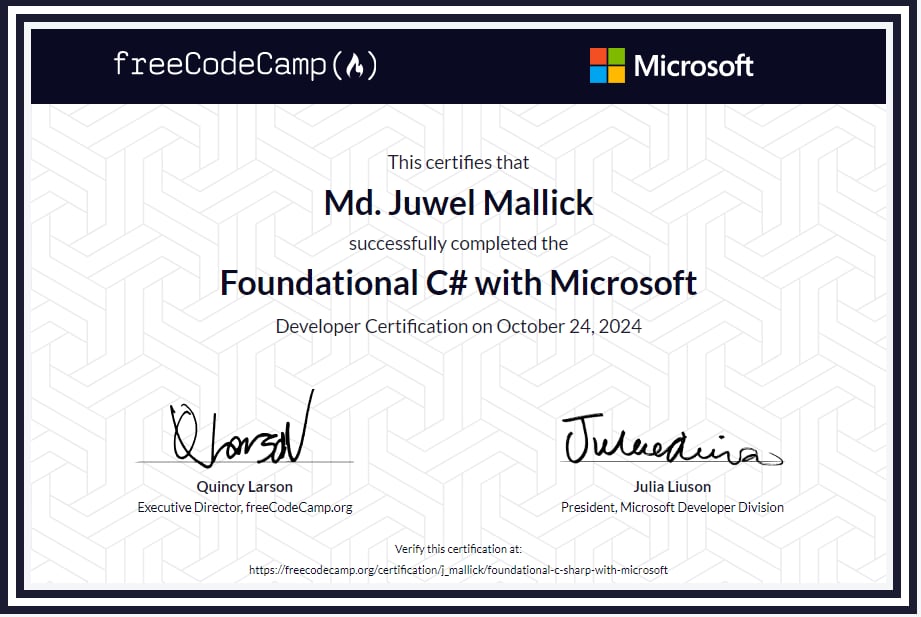 freeCodeCamp(🔥)
Microsoft
This certifies that
Md. Juwel Mallick
successfully completed the
Foundational C# with Microsoft
Developer Certification on October 24, 2024
Quincy Larson
Executive Director, freeCodeCamp.org
Julia Liuson
President, Microsoft Developer Division
Verify this certification at:
https://freecodecamp.org/certification/j_mallick/foundational-c-sharp-with-microsoft